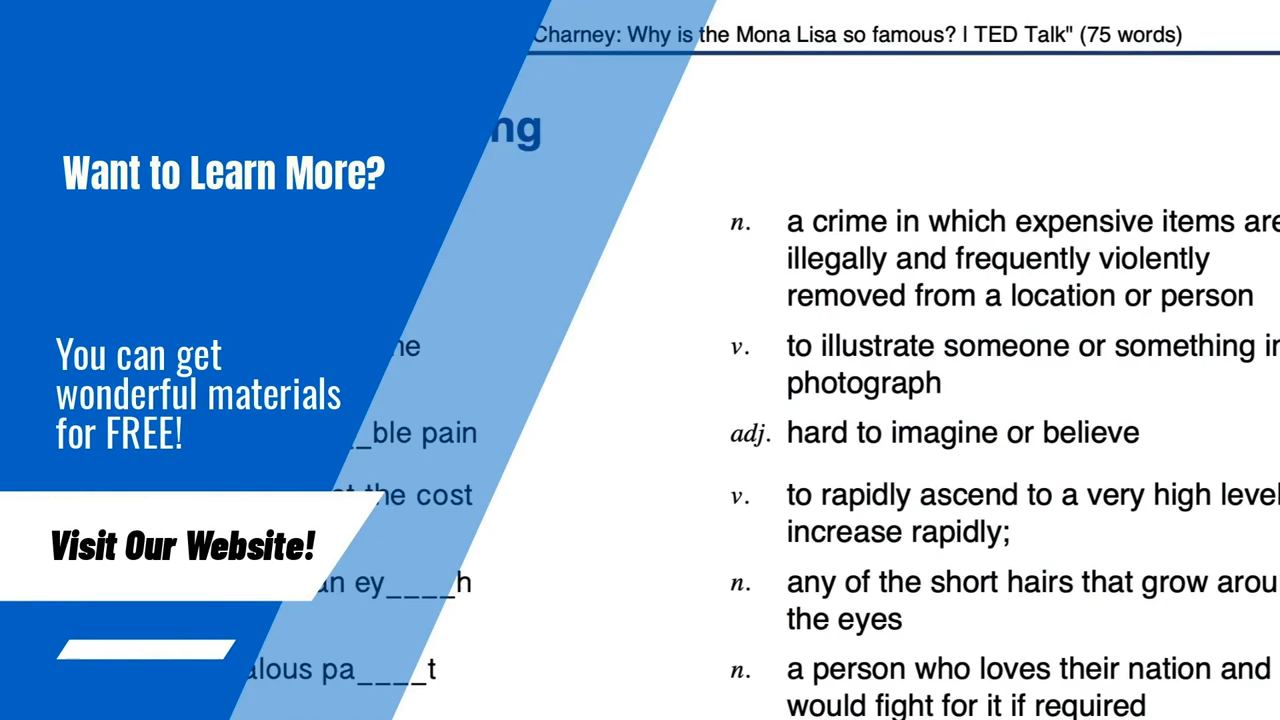 Charney: Why is the Mona Lisa so famous? | TED Talk" (75 words)
Want to Learn More?
You can get
wonderful materials
for FREE!
Visit Our Website!
ng
n. a crime in which expensive items are
illegally and frequently violently
removed from a location or person
v. to illustrate someone or something in
photograph
__ble pain adj. hard to imagine or believe
the cost v. to rapidly ascend to a very high level
increase rapidly;
an ey____h n. any of the short hairs that grow arou
the eyes
alous pa____t n. a person who loves their nation and
would fight for it if required